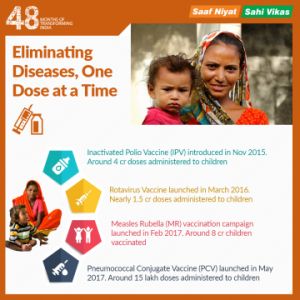 48 MONTHS OF
TRANSFORMING
INDIA
Saaf Niyat Sahi Vikas
Eliminating
Diseases, One
Dose at a Time
Inactivated Polio Vaccine (IPV) introduced in Nov 2015.
Around 4 cr doses administered to children
Rotavirus Vaccine launched in March 2016.
Nearly 1.5 cr doses administered to children
Measles Rubella (MR) vaccination campaign
launched in Feb 2017. Around 8 cr children
vaccinated
Pneumococcal Conjugate Vaccine (PCV) launched in May
2017. Around 15 lakh doses administered to children